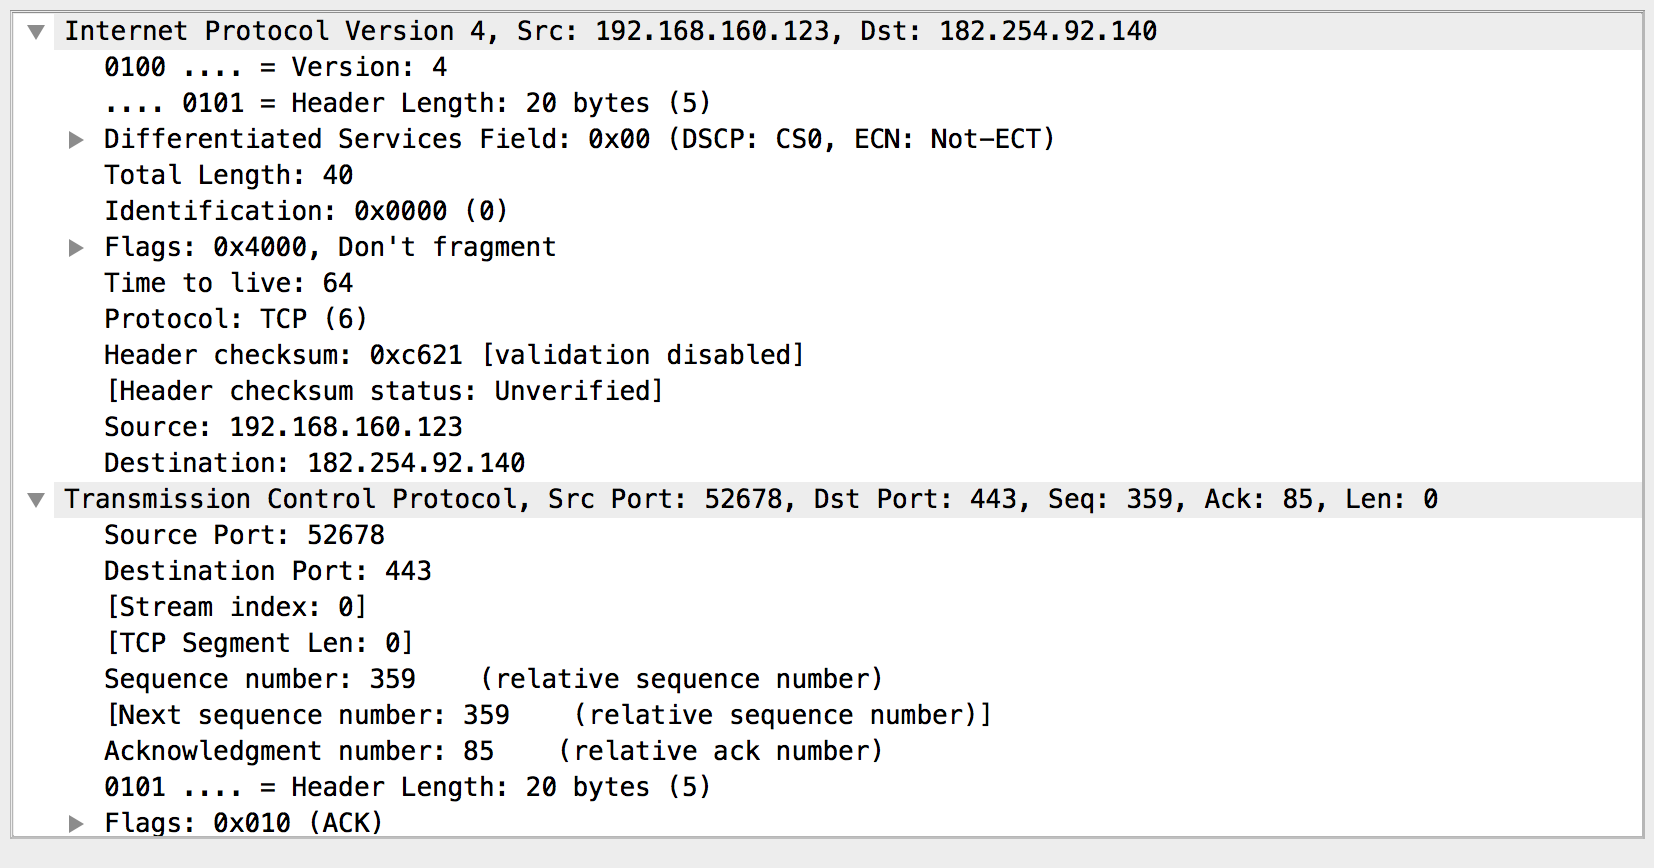 Internet Protocol Version 4, Src: 192.168.160.123, Dst: 182.254.92.140
0100 .... = Version: 4
.... 0101 = Header Length: 20 bytes (5)
Differentiated Services Field: 0x00 (DSCP: CS0, ECN: Not-ECT)
Total Length: 40
Identification: 0x0000 (0)
Flags: 0x4000, Don't fragment
Time to live: 64
Protocol: TCP (6)
Header checksum: 0xc621 [validation disabled]
[Header checksum status: Unverified]
Source: 192.168.160.123
Destination: 182.254.92.140
Transmission Control Protocol, Src Port: 52678, Dst Port: 443, Seq: 359, Ack: 85, Len: 0
Source Port: 52678
Destination Port: 443
[Stream index: 0]
[TCP Segment Len: 0]
Sequence number: 359    (relative sequence number)
[Next sequence number: 359    (relative sequence number)]
Acknowledgment number: 85    (relative ack number)
0101 .... = Header Length: 20 bytes (5)
Flags: 0x010 (ACK)